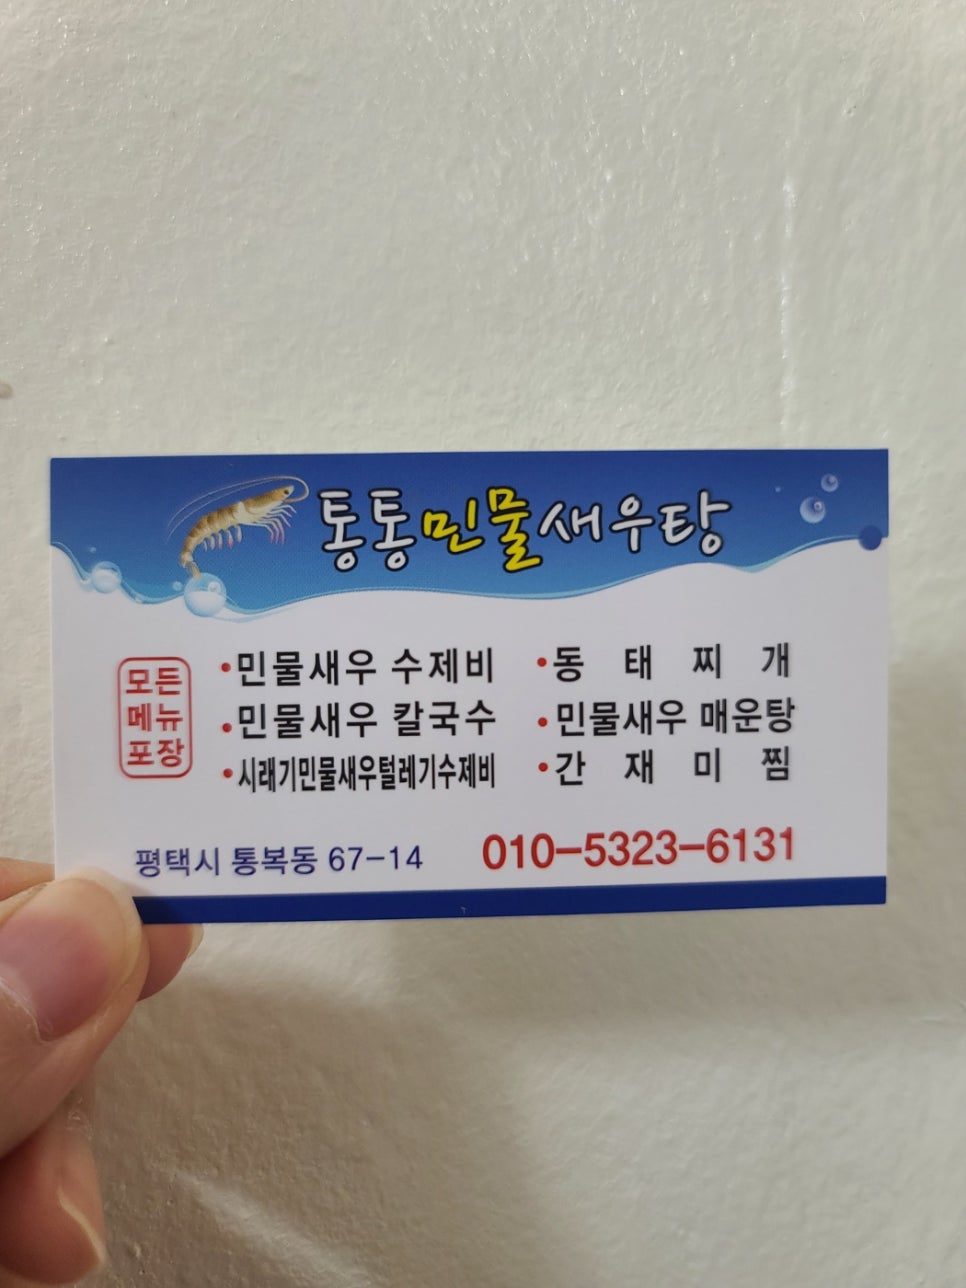 통통민물새우탕
모든
메뉴
포장
•민물새우 수제비
•민물새우 칼국수
•시래기민물새우털레기수제비
•동 태 찌 개
•민물새우 매운탕
•간 재 미 찜
평택시 통복동 67-14
010-5323-6131